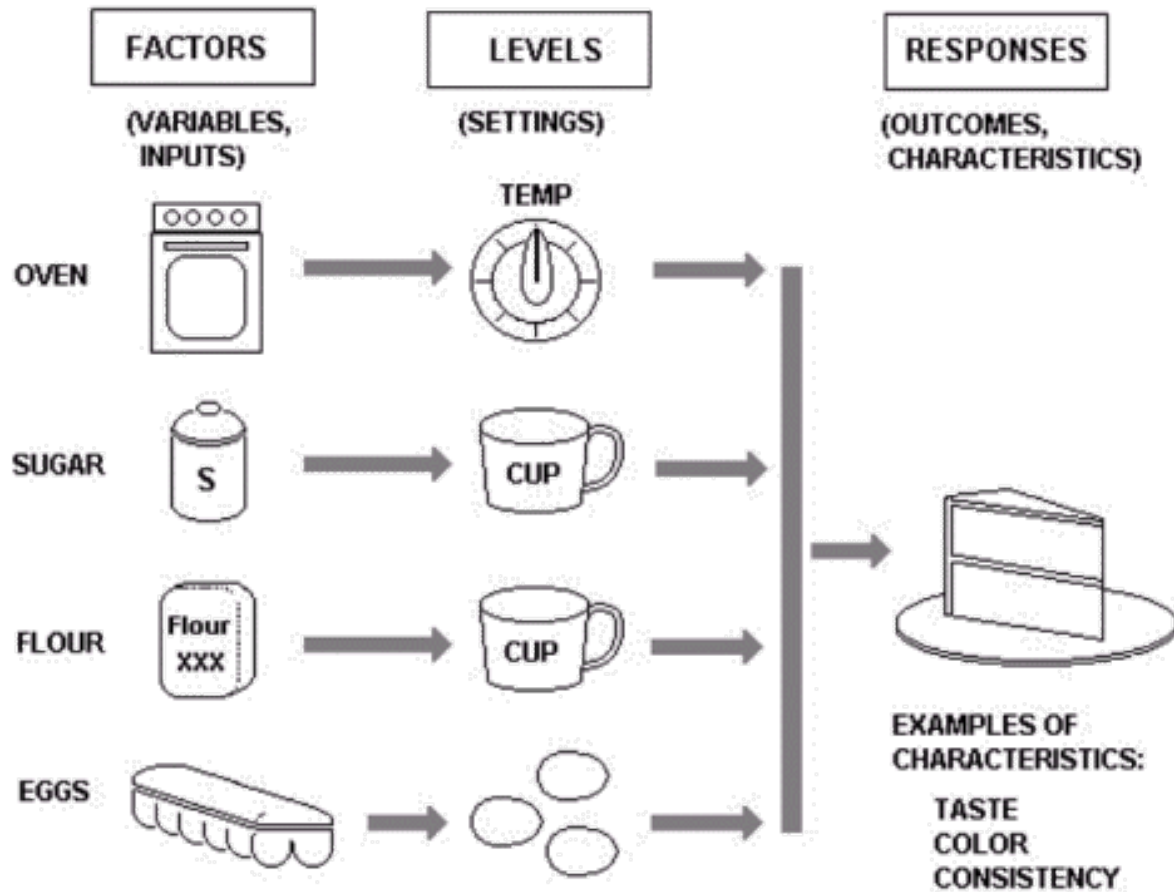 FACTORS
LEVELS
RESPONSES
(VARIABLES,
INPUTS)
(SETTINGS)
(OUTCOMES,
CHARACTERISTICS)
TEMP
OVEN
SUGAR
S
CUP
FLOUR
Flour
XXX
CUP
EGGS
EXAMPLES OF
CHARACTERISTICS:
TASTE
COLOR
CONSISTENCY